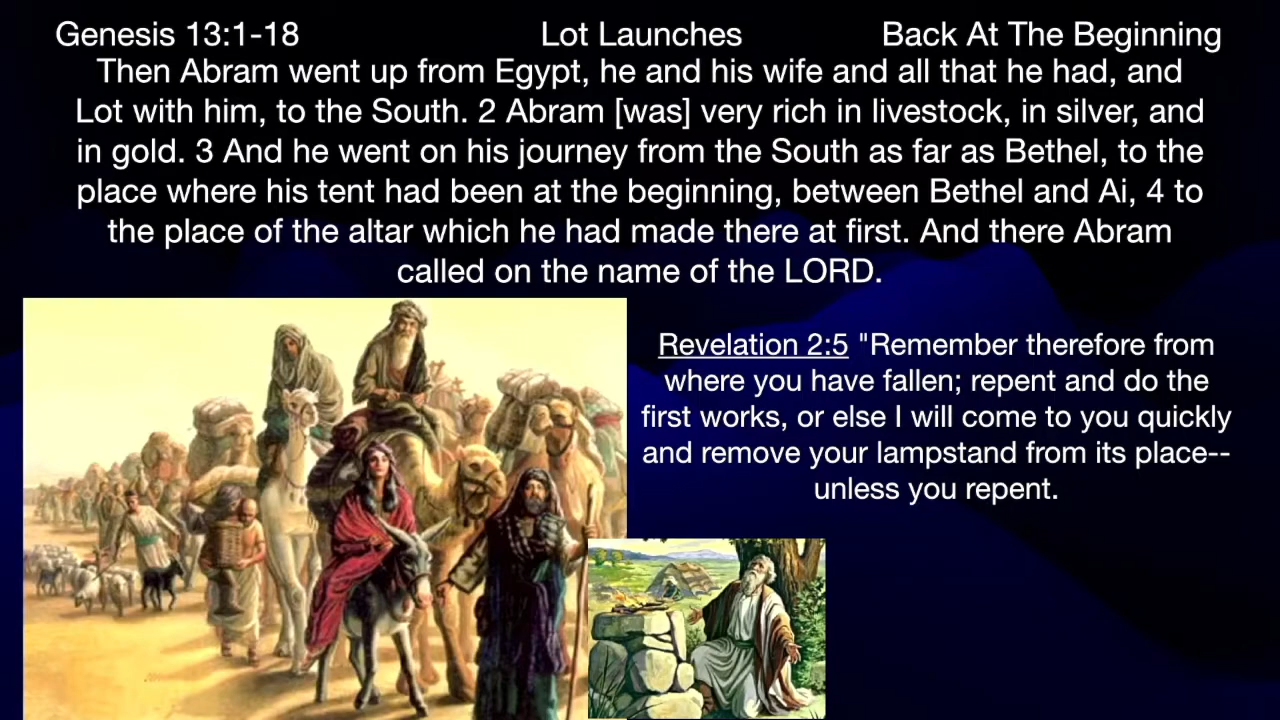 Genesis 13:1-18 Lot Launches Back At The Beginning
Then Abram went up from Egypt, he and his wife and all that he had, and
Lot with him, to the South. 2 Abram [was] very rich in livestock, in silver, and
in gold. 3 And he went on his journey from the South as far as Bethel, to the
place where his tent had been at the beginning, between Bethel and Ai, 4 to
the place of the altar which he had made there at first. And there Abram
called on the name of the LORD.
Revelation 2:5 "Remember therefore from
where you have fallen; repent and do the
first works, or else I will come to you quickly
and remove your lampstand from its place--
unless you repent.